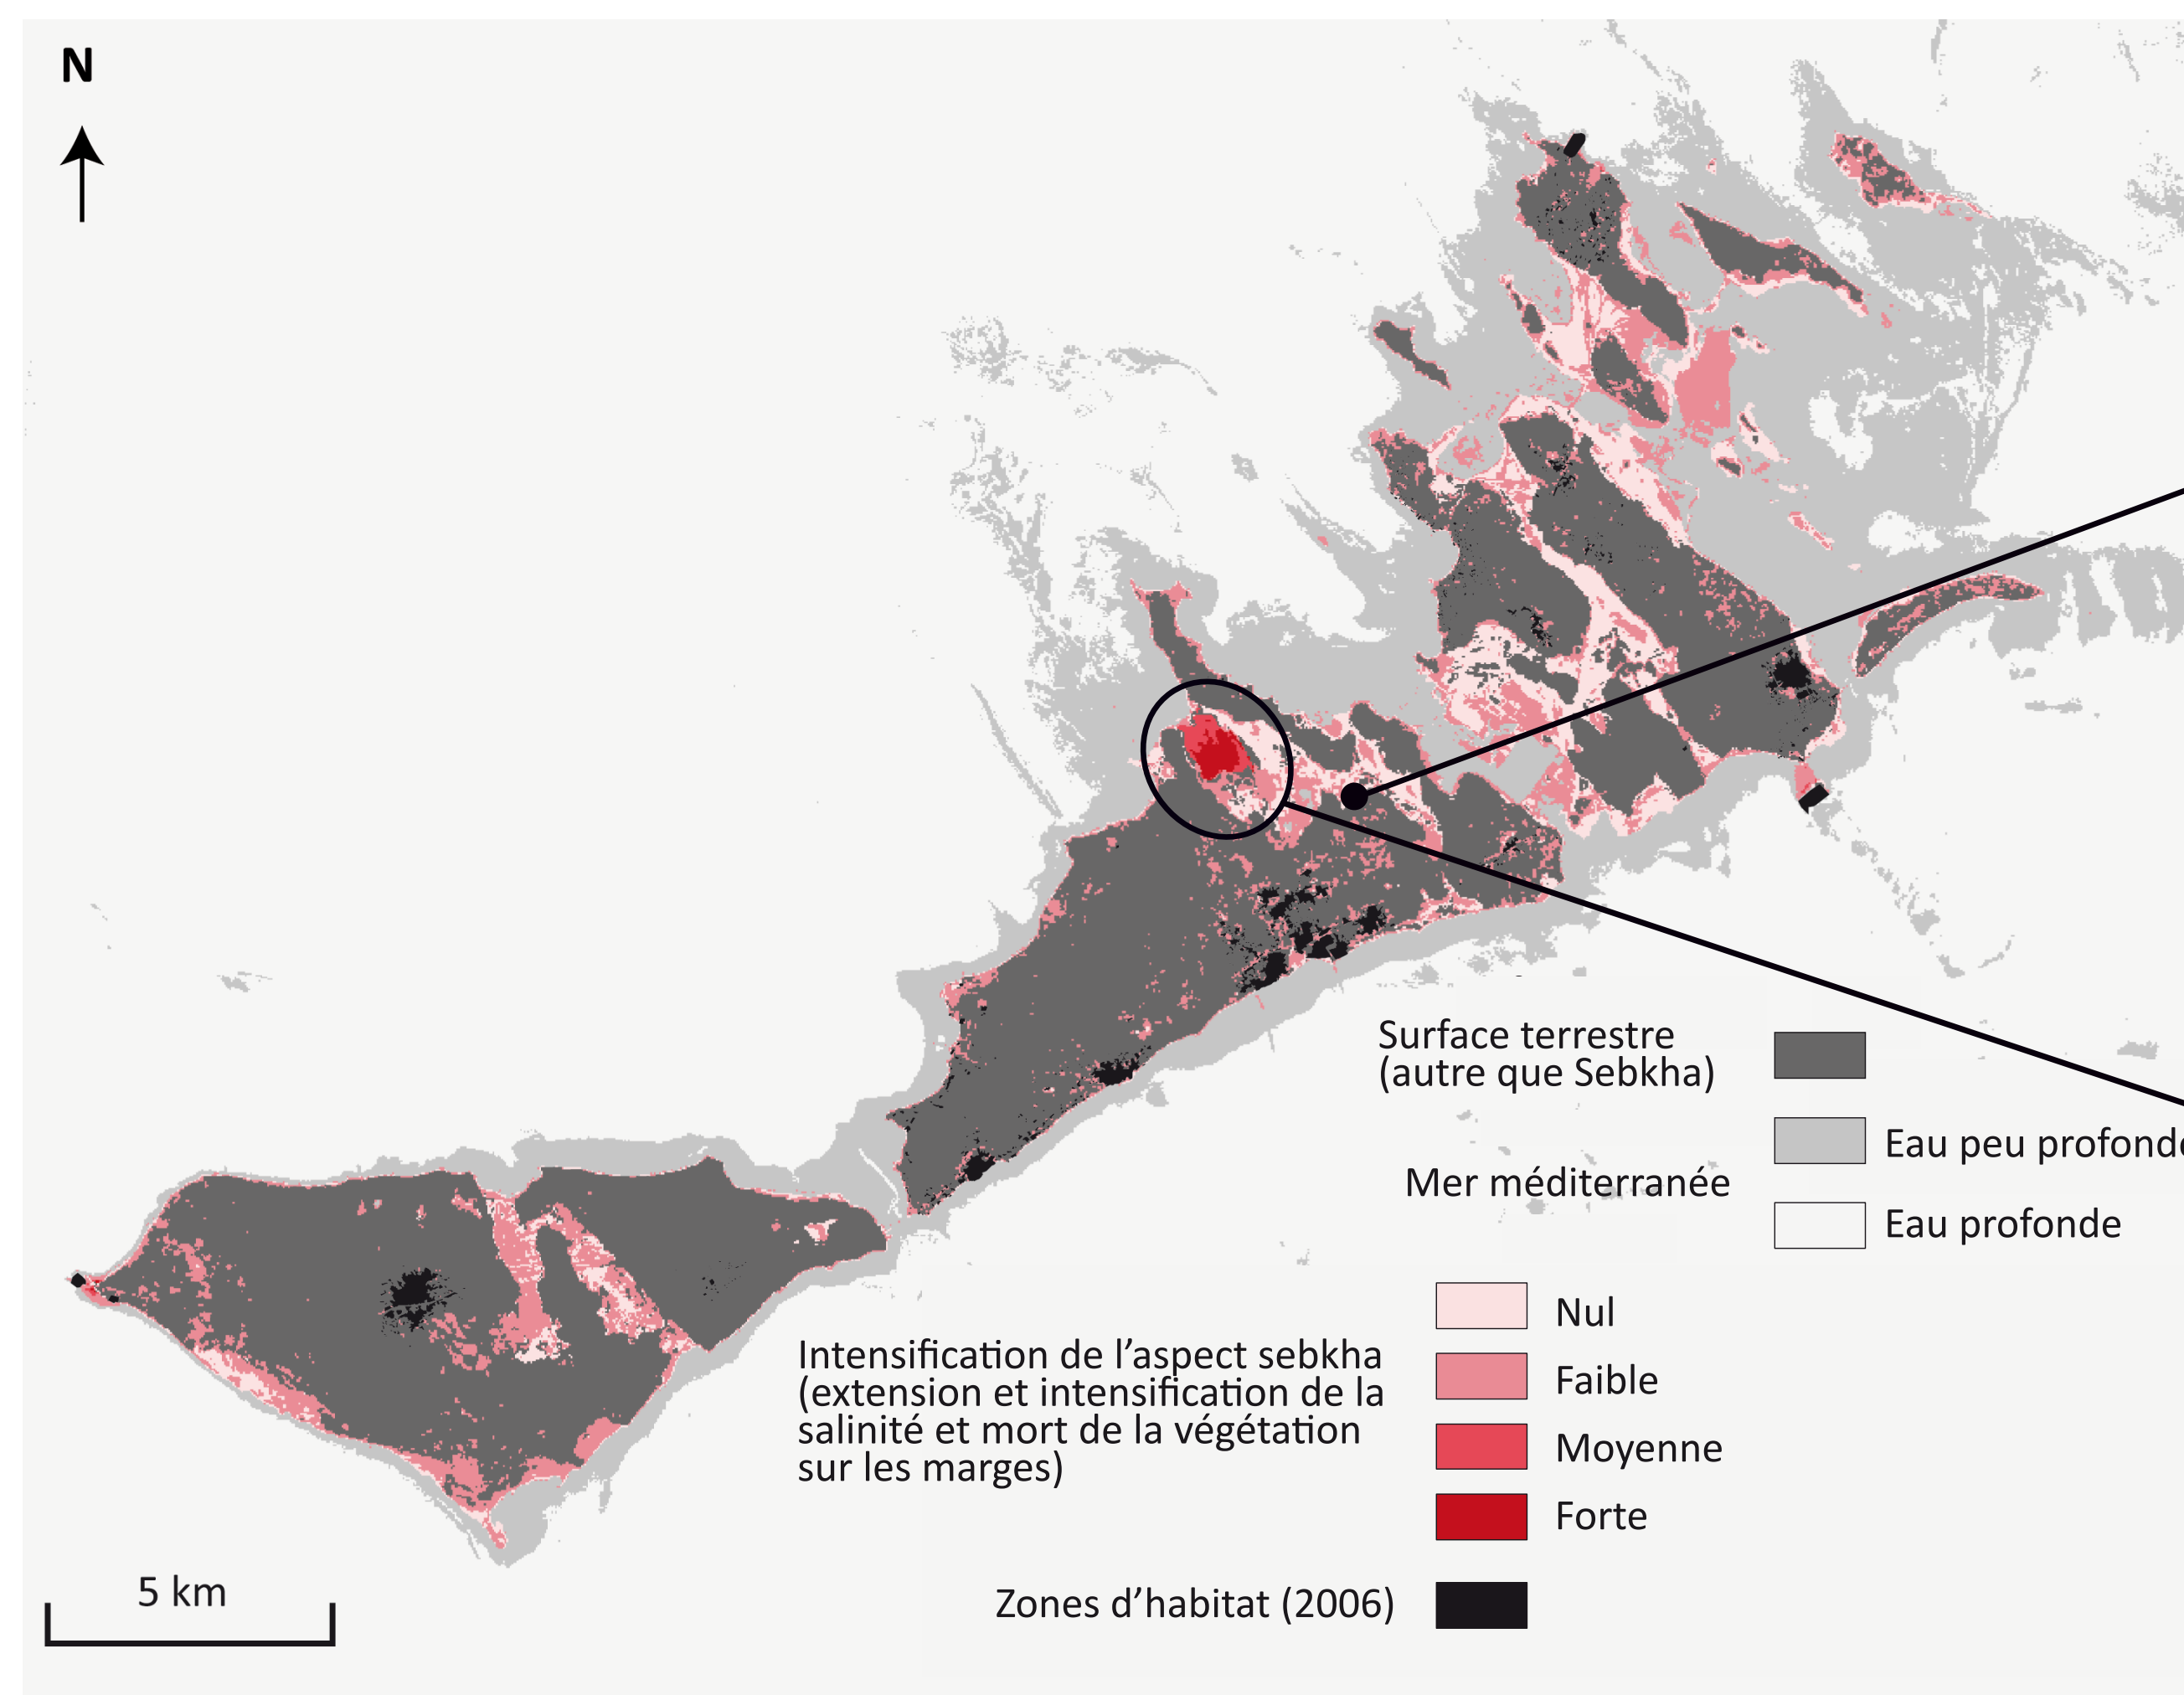 N
Surface terrestre
(autre que Sebkha)
Eau peu profonde
Mer méditerranée
Eau profonde
Nul
Intensification de l’aspect sebkha
(extension et intensification de la
salinité et mort de la végétation
sur les marges)
Faible
Moyenne
Forte
5 km
Zones d’habitat (2006)